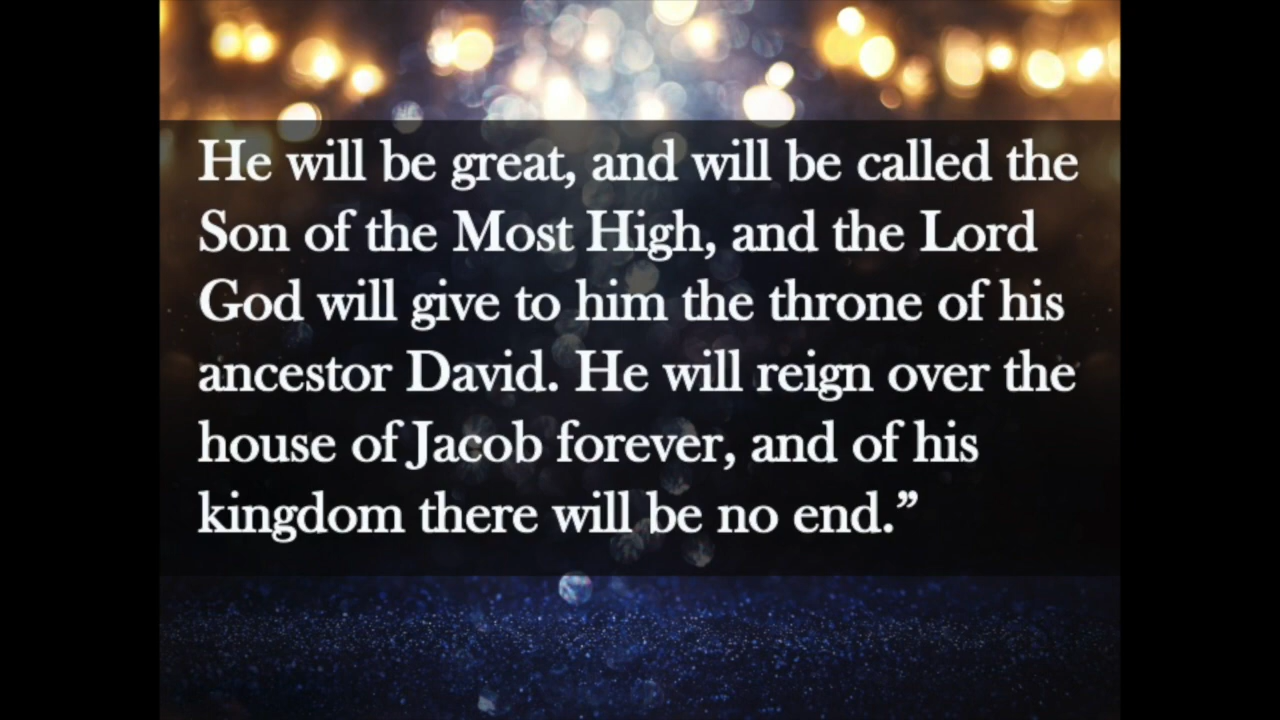 He will be great, and will be called the
Son of the Most High, and the Lord
God will give to him the throne of his
ancestor David. He will reign over the
house of Jacob forever, and of his
kingdom there will be no end.”